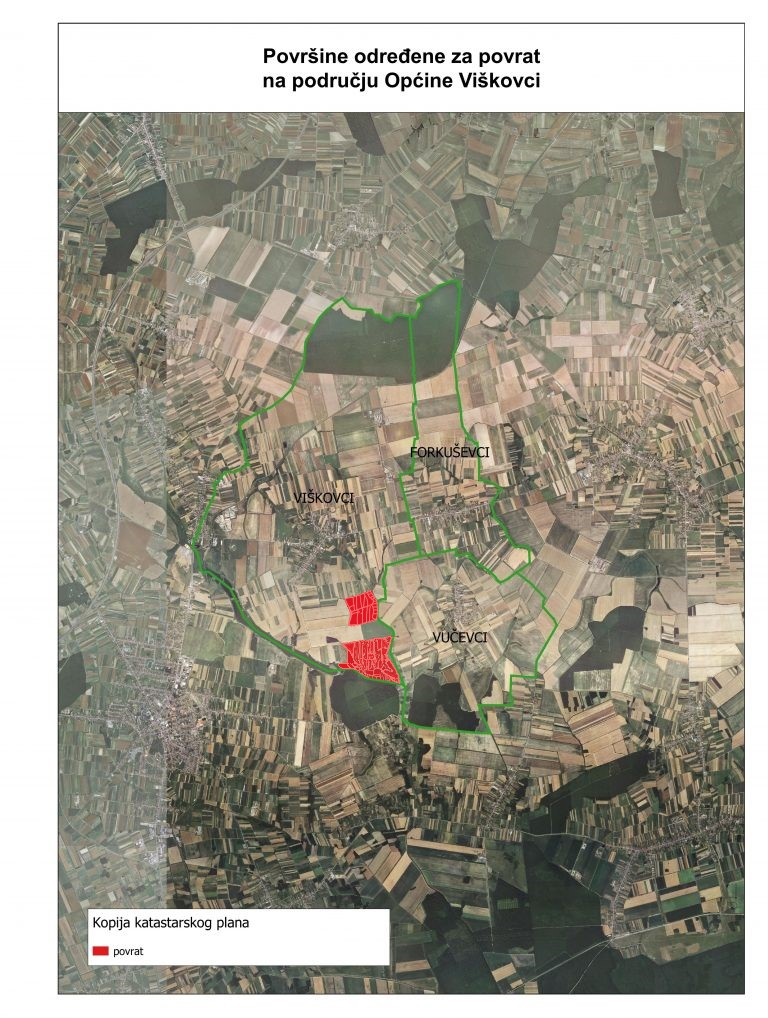 Površine određene za povrat
na području Općine Viškovci
FORKUŠEVCI
VIŠKOVCI
VUČEVCI
Kopija katastarskog plana
povrat